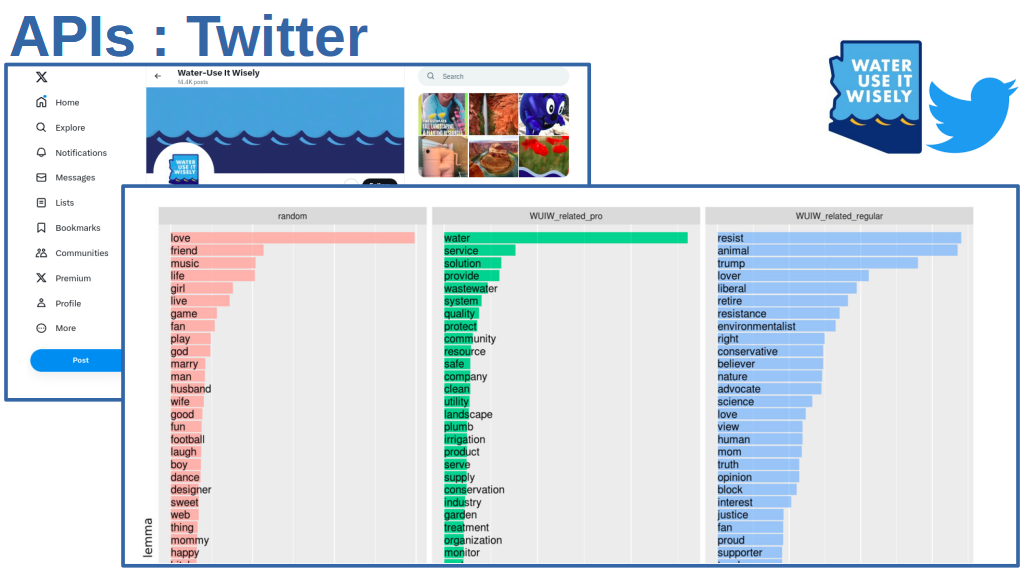 APIs : Twitter
Water-Use It Wisely
14.4K posts
Search
Home
Explore
Notifications
Messages
Lists
Bookmarks
Communities
Premium
Profile
More
Post
WATER
USE IT
WISELY
WATER
USE IT
WISELY
random
love
friend
music
life
girl
live
game
fan
play
god
marry
man
husband
wife
good
fun
football
laugh
boy
dance
designer
sweet
web
thing
mommy
happy
WUIW_related_pro
water
service
solution
provide
wastewater
system
quality
protect
community
resource
safe
company
clean
utility
landscape
plumb
irrigation
product
serve
supply
conservation
industry
garden
treatment
organization
monitor
WUIW_related_regular
resist
animal
trump
lover
liberal
retire
resistance
environmentalist
right
conservative
believer
nature
advocate
science
love
view
human
mom
truth
opinion
block
interest
justice
fan
proud
supporter
lemma